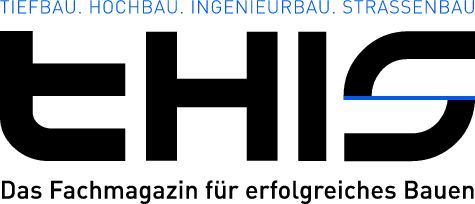 TIEFBAU. HOCHBAU. INGENIEURBAU. STRASSENBAU
tHIS
Das Fachmagazin für erfolgreiches Bauen